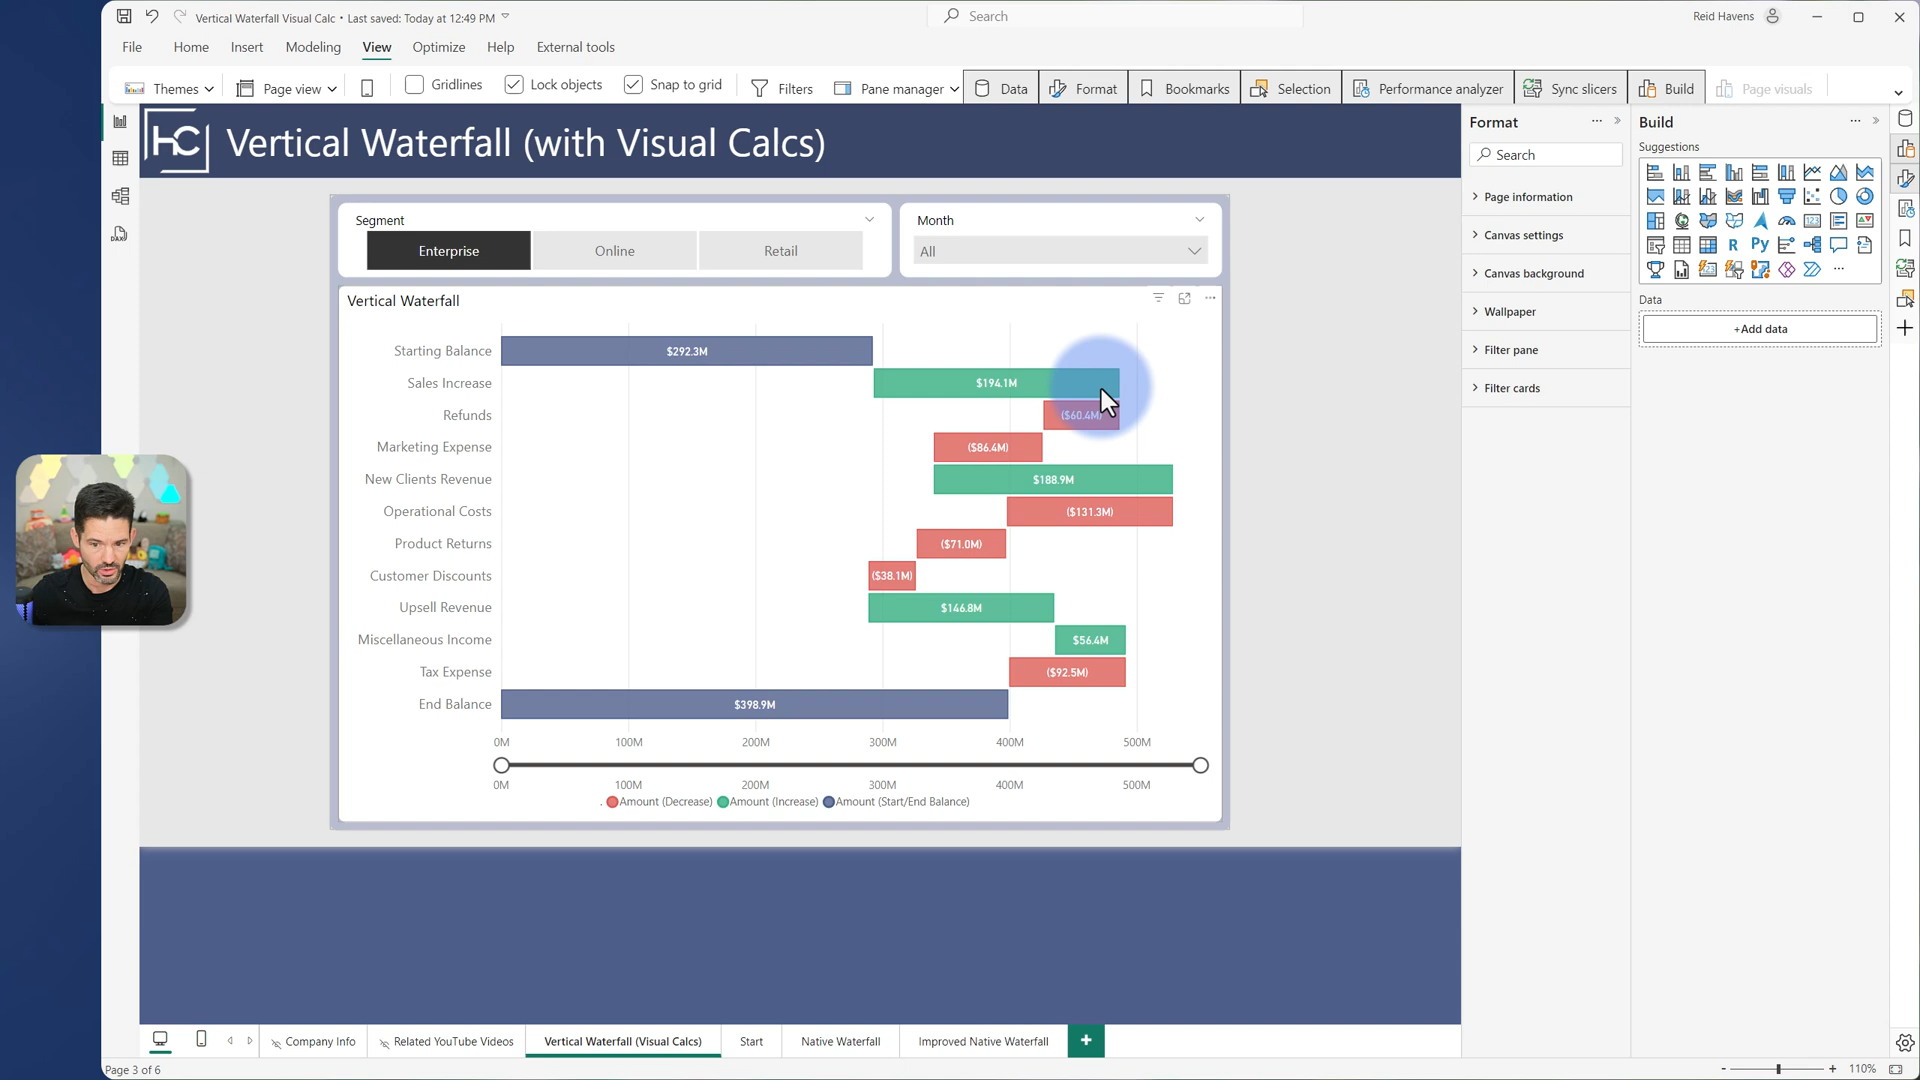 Vertical Waterfall Visual Calc • Last saved: Today at 12:49 PM
Search
Reid Havens
File Home Insert Modeling View Optimize Help External tools
Themes Page view Gridlines Lock objects Snap to grid Filters Pane manager Data Format Bookmarks Selection Performance analyzer Sync slicers Build Page visuals
HC Vertical Waterfall (with Visual Calcs)
Format
Search
Page information
Canvas settings
Canvas background
Wallpaper
Filter pane
Filter cards
Build
Suggestions
R Py
Data
+Add data
DAX
Segment
Enterprise Online Retail
Month
All
Vertical Waterfall
Starting Balance $292.3M
Sales Increase $194.1M
Refunds ($60.4M)
Marketing Expense ($86.4M)
New Clients Revenue $188.9M
Operational Costs ($131.3M)
Product Returns ($71.0M)
Customer Discounts ($38.1M)
Upsell Revenue $146.8M
Miscellaneous Income $56.4M
Tax Expense ($92.5M)
End Balance $398.9M
0M 100M 200M 300M 400M 500M
0M 100M 200M 300M 400M 500M
. Amount (Decrease) Amount (Increase) Amount (Start/End Balance)
Company Info Related YouTube Videos Vertical Waterfall (Visual Calcs) Start Native Waterfall Improved Native Waterfall +
Page 3 of 6
- + 110%